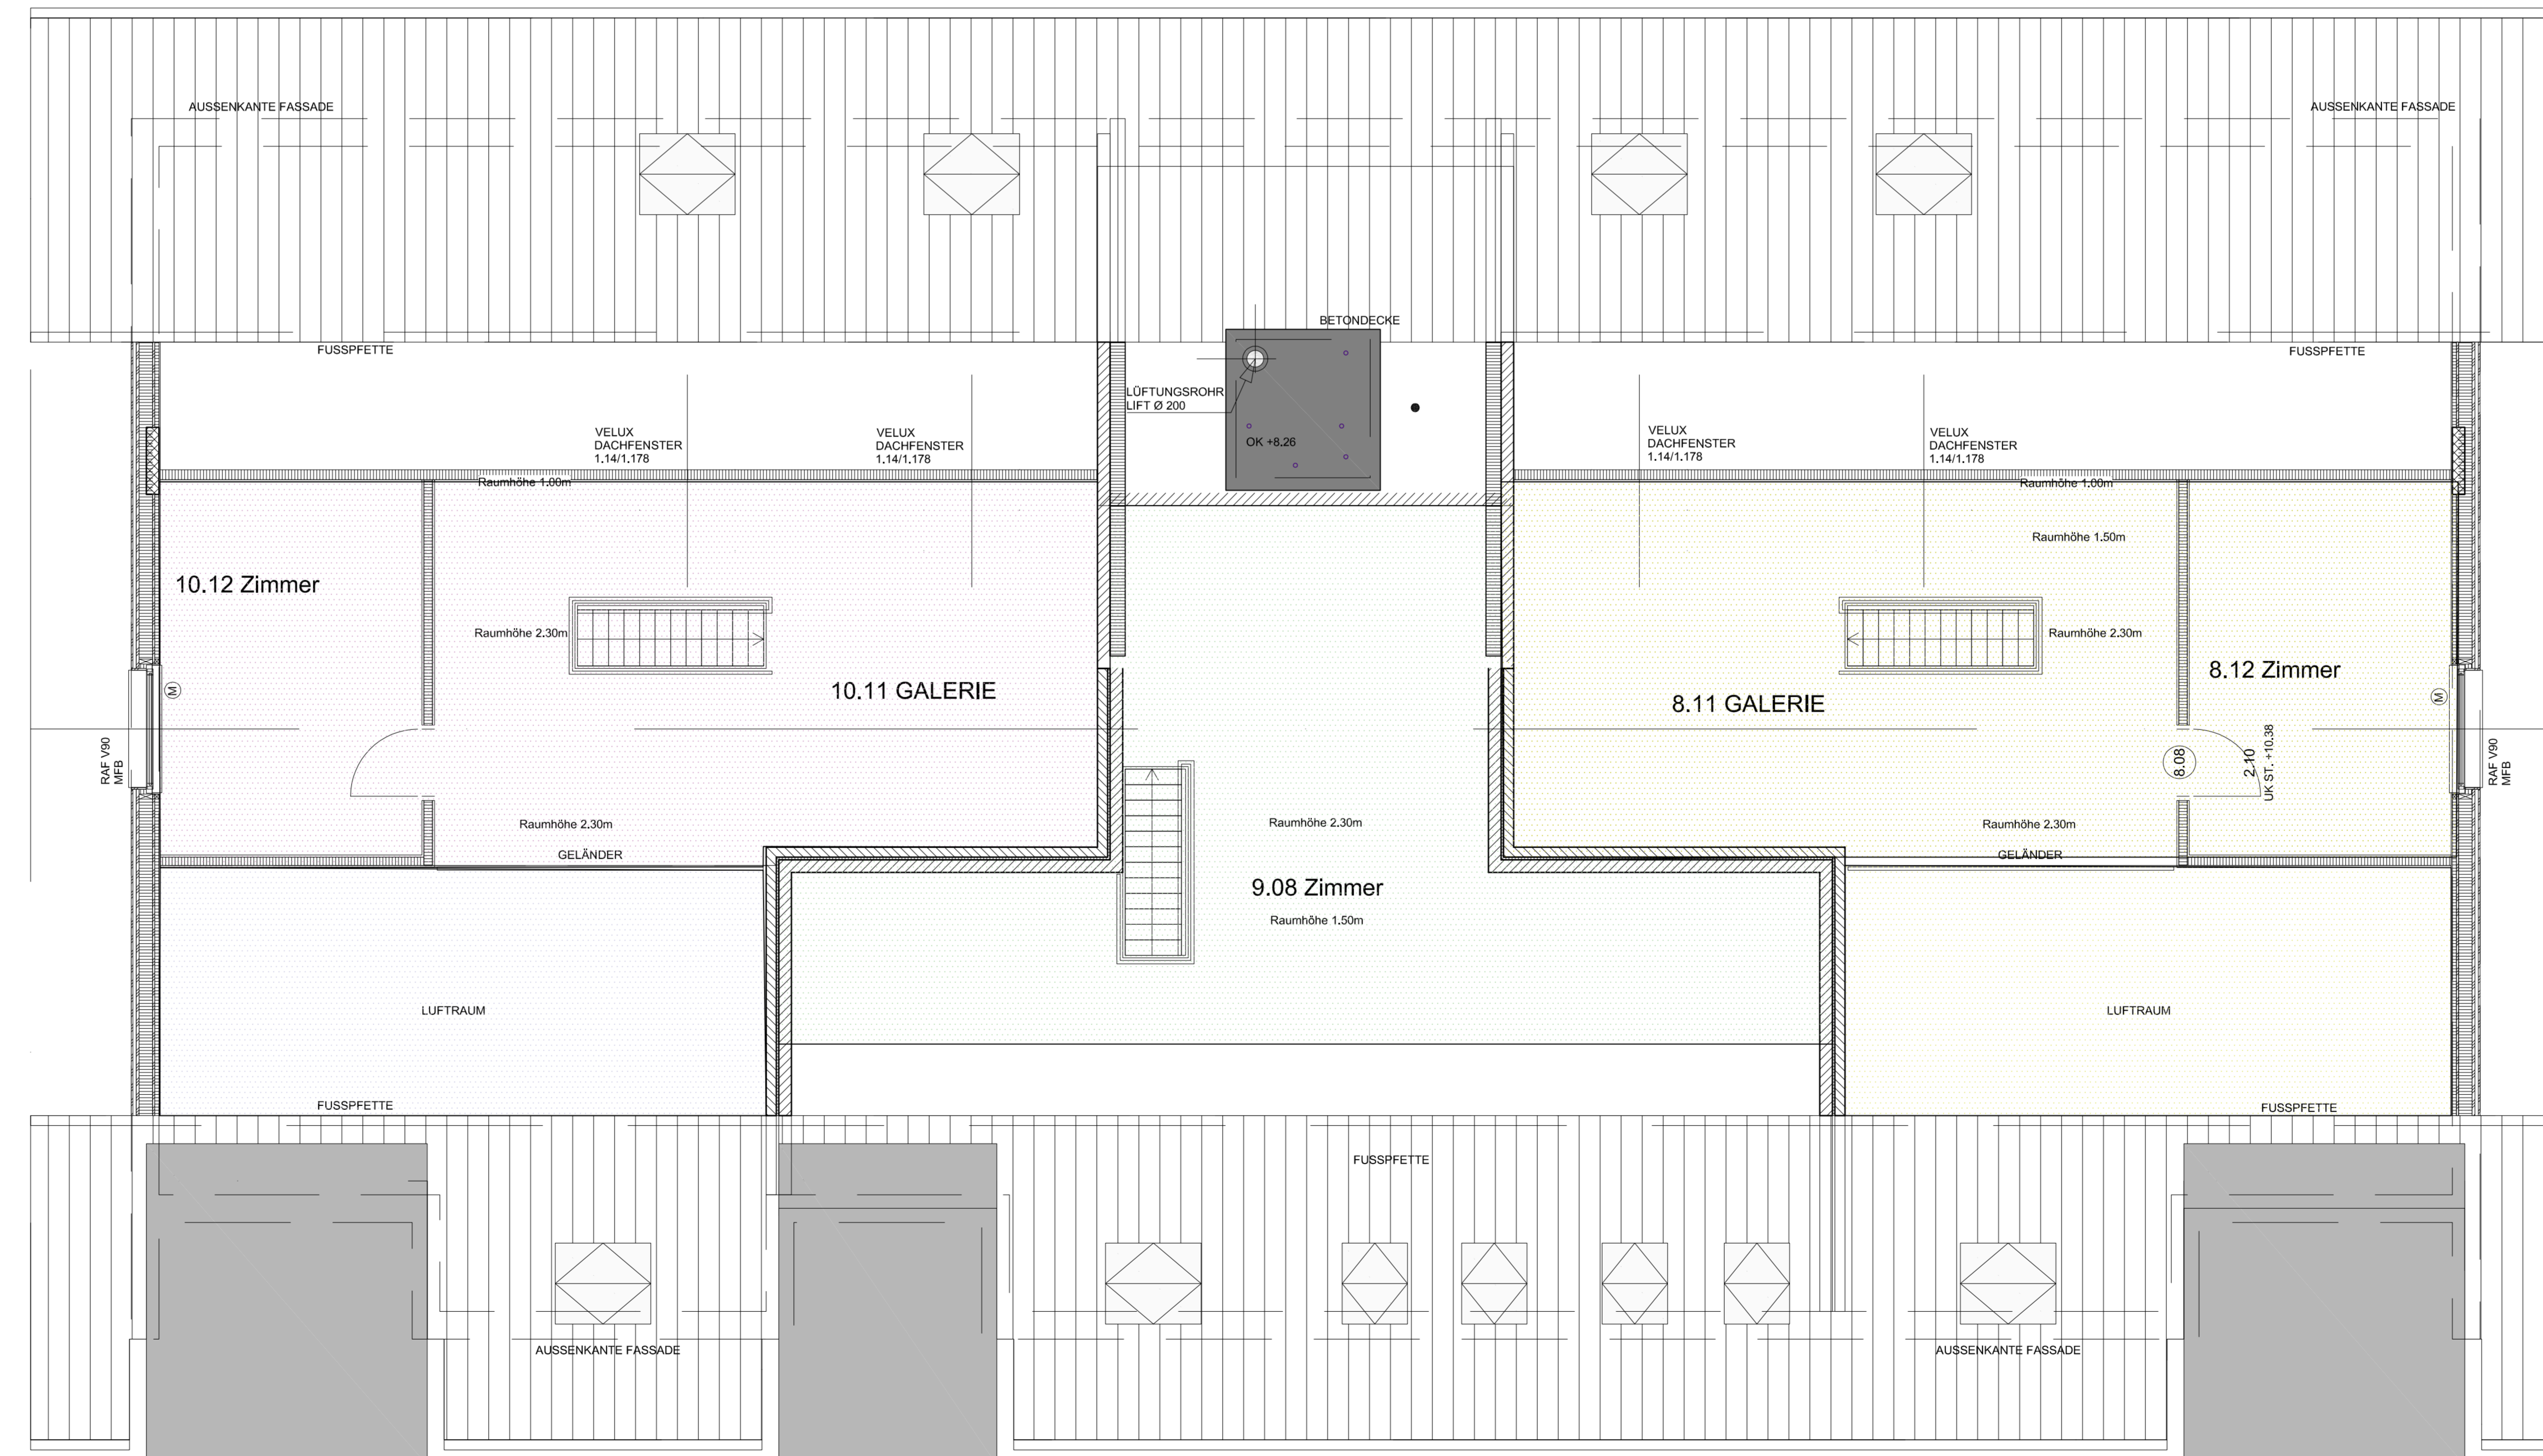 AUSSENKANTE FASSADE
AUSSENKANTE FASSADE
BETONDECKE
FUSSPFETTE
FUSSPFETTE
LÜFTUNGSROHR
LIFT Ø 200
OK +8.26
VELUX
DACHFENSTER
1.14/1.178
VELUX
DACHFENSTER
1.14/1.178
VELUX
DACHFENSTER
1.14/1.178
VELUX
DACHFENSTER
1.14/1.178
Raumhöhe 1.00m
Raumhöhe 1.00m
Raumhöhe 1.50m
10.12 Zimmer
Raumhöhe 2.30m
Raumhöhe 2.30m
8.12 Zimmer
10.11 GALERIE
8.11 GALERIE
M
M
RAF V90
MFB
8.08
2.10
UK ST. +10.38
RAF V90
MFB
Raumhöhe 2.30m
Raumhöhe 2.30m
Raumhöhe 2.30m
GELÄNDER
GELÄNDER
9.08 Zimmer
Raumhöhe 1.50m
LUFTRAUM
LUFTRAUM
FUSSPFETTE
FUSSPFETTE
FUSSPFETTE
AUSSENKANTE FASSADE
AUSSENKANTE FASSADE